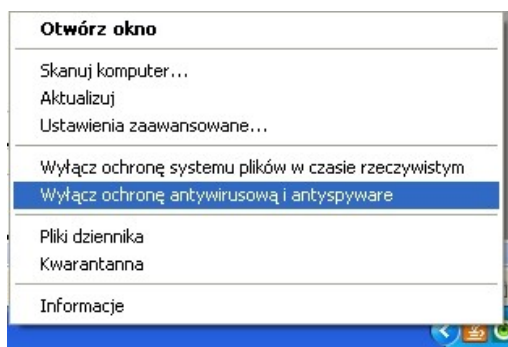 Otwórz okno
Skanuj komputer...
Aktualizuj
Ustawienia zaawansowane...
Wyłącz ochronę systemu plików w czasie rzeczywistym
Wyłącz ochronę antywirusową i antyspyware
Pliki dziennika
Kwarantanna
Informacje